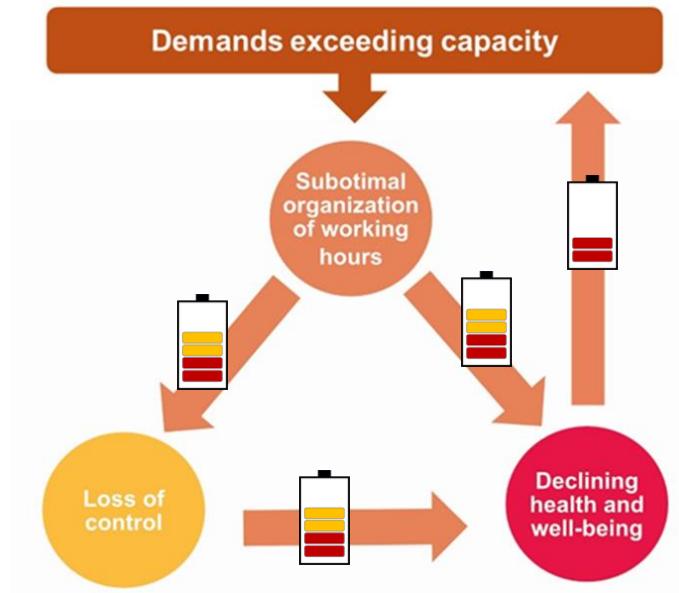 Demands exceeding capacity
Subotimal
organization
of working
hours
Loss of
control
Declining
health and
well-being